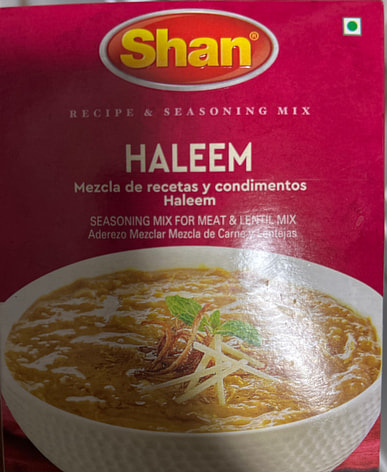 Shan®
RECIPE & SEASONING MIX
HALEEM
Mezcla de recetas y condimentos
Haleem
SEASONING MIX FOR MEAT & LENTIL MIX
Aderezo Mezclar Mezcla de Carne y Lentejas